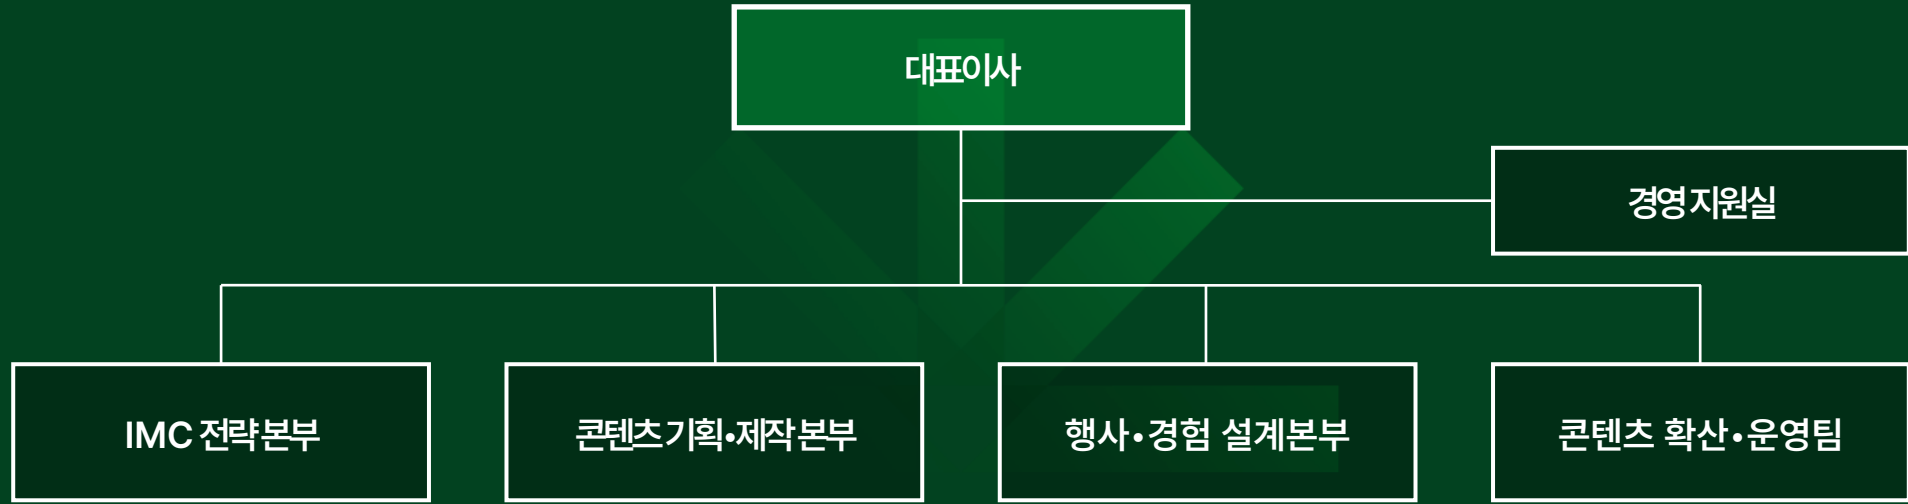 대표이사
경영 지원실
IMC 전략 본부
콘텐츠 기획•제작 본부
행사•경험 설계본부
콘텐츠 확산•운영팀